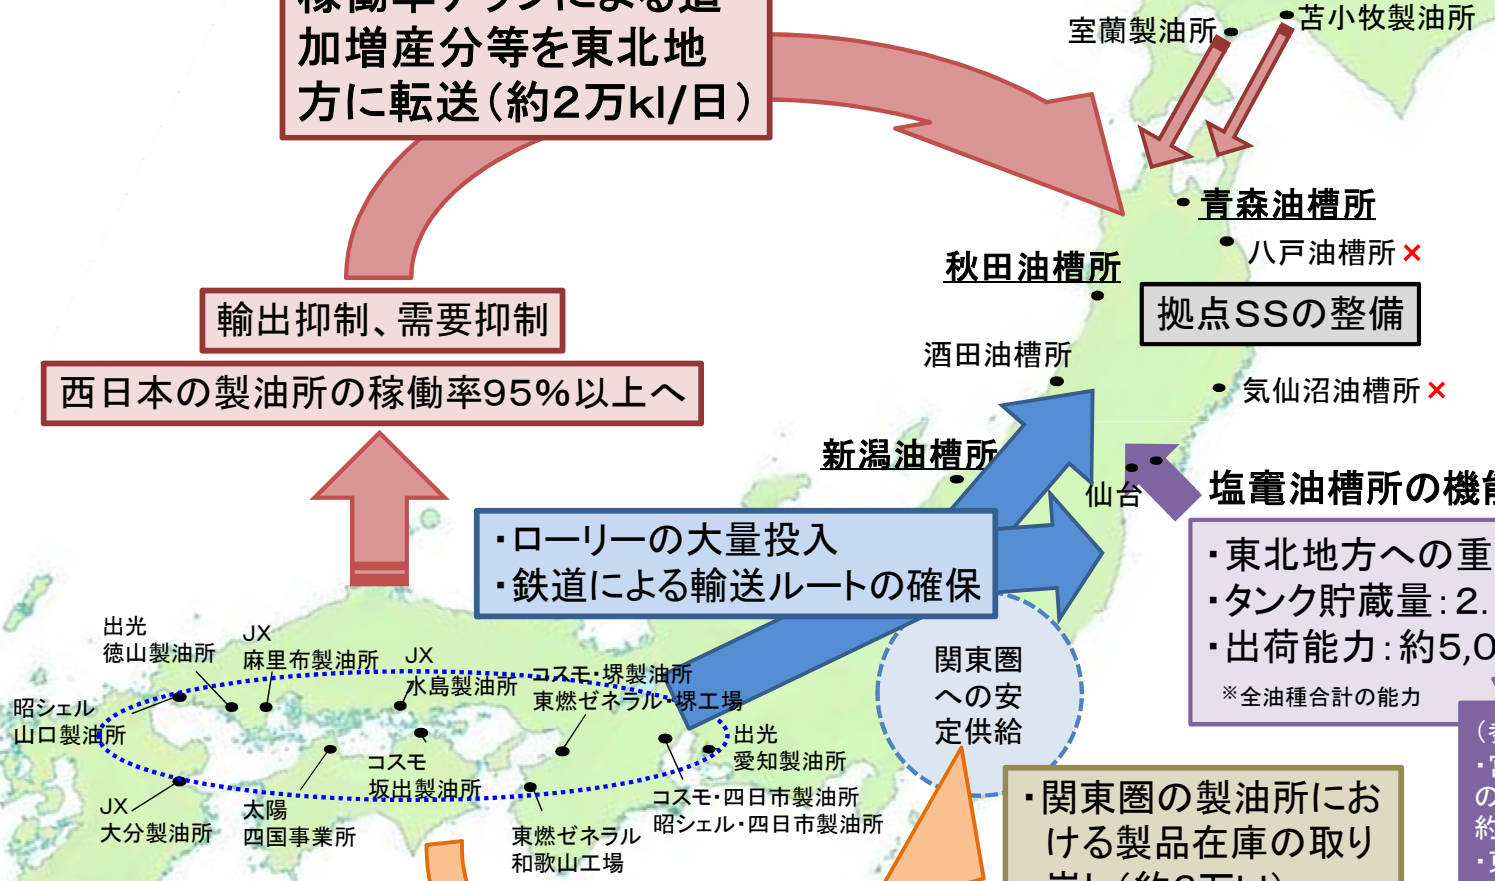 加増産分等を東北地
方に転送（約2万kl/日）
室蘭製油所
苫小牧製油所
青森油槽所
八戸油槽所×
秋田油槽所
拠点SSの整備
輸出抑制、需要抑制
酒田油槽所
西日本の製油所の稼働率95%以上へ
気仙沼油槽所×
新潟油槽所
仙台
塩竈油槽所の機
・ローリーの大量投入
・鉄道による輸送ルートの確保
・東北地方への重
・タンク貯蔵量：2.
・出荷能力：約5,0
※全油種合計の能力
関東圏
への安
定供給
出光
徳山製油所
JX
麻里布製油所
JX
水島製油所
コスモ・堺製油所
東燃ゼネラル・堺工場
昭シェル
山口製油所
コスモ
坂出製油所
出光
愛知製油所
JX
大分製油所
太陽
四国事業所
東燃ゼネラル
和歌山工場
コスモ・四日市製油所
昭シェル・四日市製油所
・関東圏の製油所にお
ける製品在庫の取り
の
約